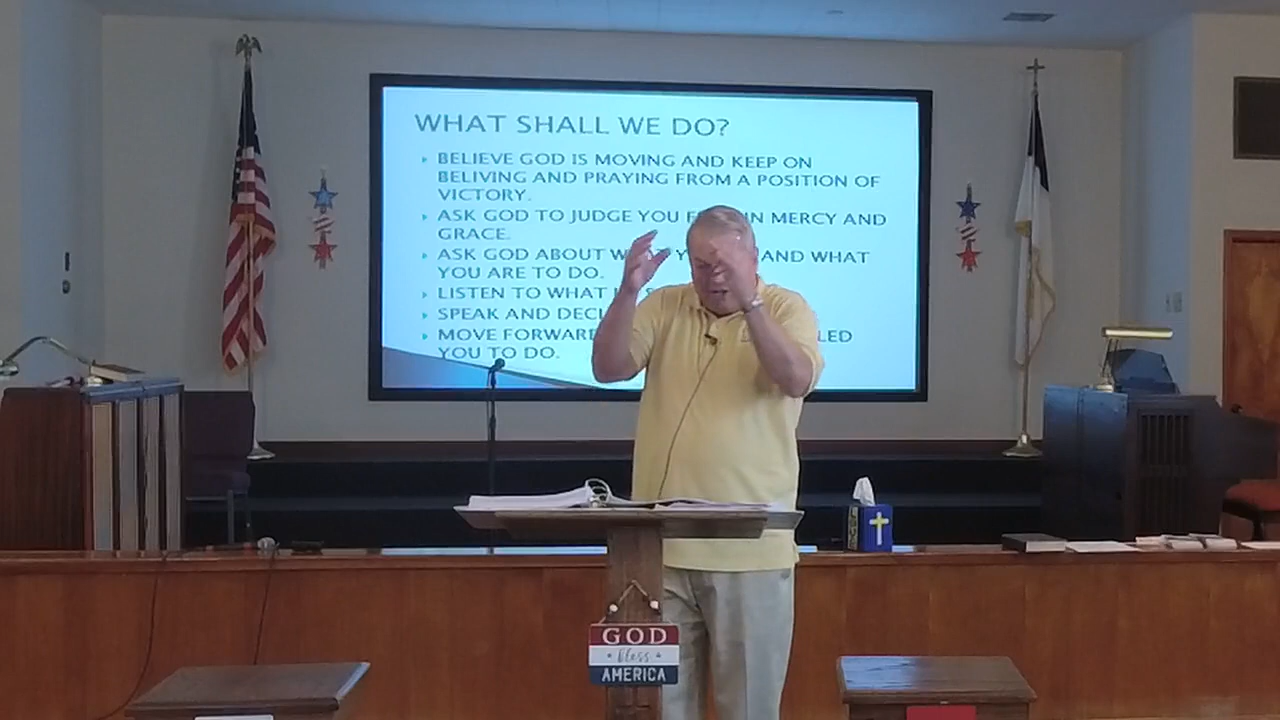 WHAT SHALL WE DO?
BELIEVE GOD IS MOVING AND KEEP ON
BELIVING AND PRAYING FROM A POSITION OF
VICTORY.
ASK GOD TO JUDGE YOU IN MERCY AND
GRACE.
ASK GOD ABOUT AND WHAT
YOU ARE TO DO.
LISTEN TO WHAT
SPEAK AND
MOVE FORWARD
YOU TO DO.
GOD
Bless
AMERICA